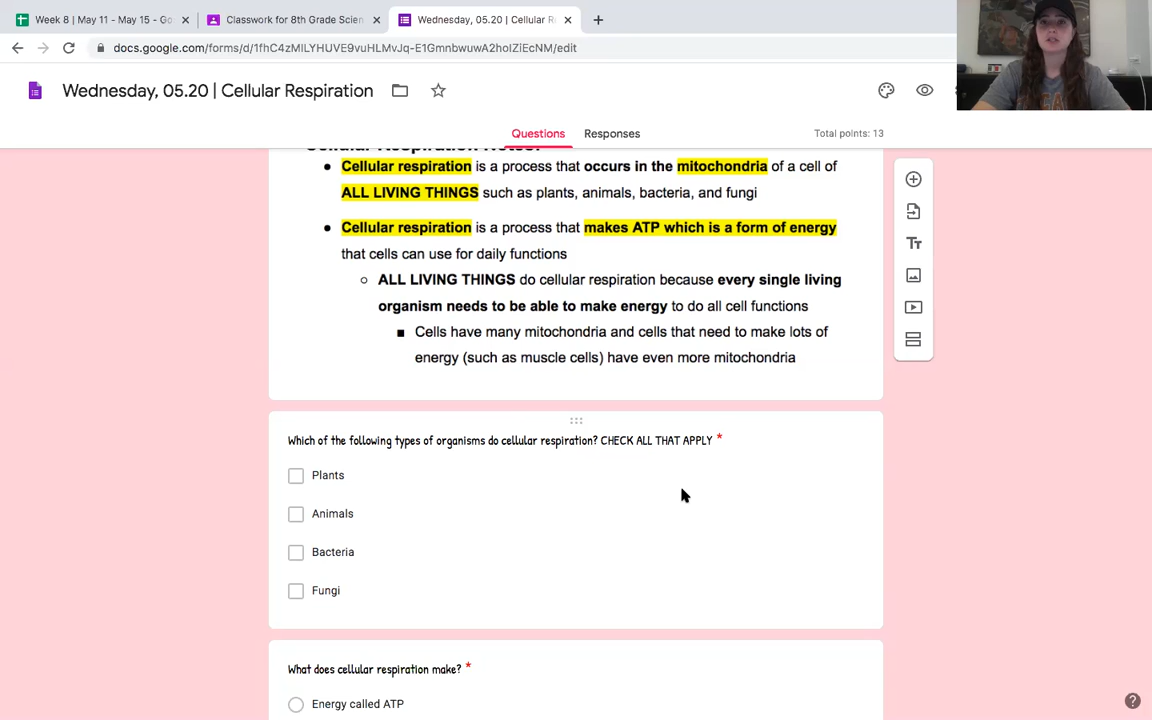 Week 8 | May 11 - May 15 - Go
Classwork for 8th Grade Scien
Wednesday, 05.20 | Cellular R
docs.google.com/forms/d/1fhC4zMlLYHUVE9vuHLMvJq-E1GmnbwuwA2hoIZiEcNM/edit
Wednesday, 05.20 | Cellular Respiration
Questions
Responses
Total points: 13
Cellular Respiration Notes:
• Cellular respiration is a process that occurs in the mitochondria of a cell of
ALL LIVING THINGS such as plants, animals, bacteria, and fungi
• Cellular respiration is a process that makes ATP which is a form of energy
that cells can use for daily functions
○ ALL LIVING THINGS do cellular respiration because every single living
organism needs to be able to make energy to do all cell functions
■ Cells have many mitochondria and cells that need to make lots of
energy (such as muscle cells) have even more mitochondria
Which of the following types of organisms do cellular respiration? CHECK ALL THAT APPLY *
Plants
Animals
Bacteria
Fungi
What does cellular respiration make? *
Energy called ATP